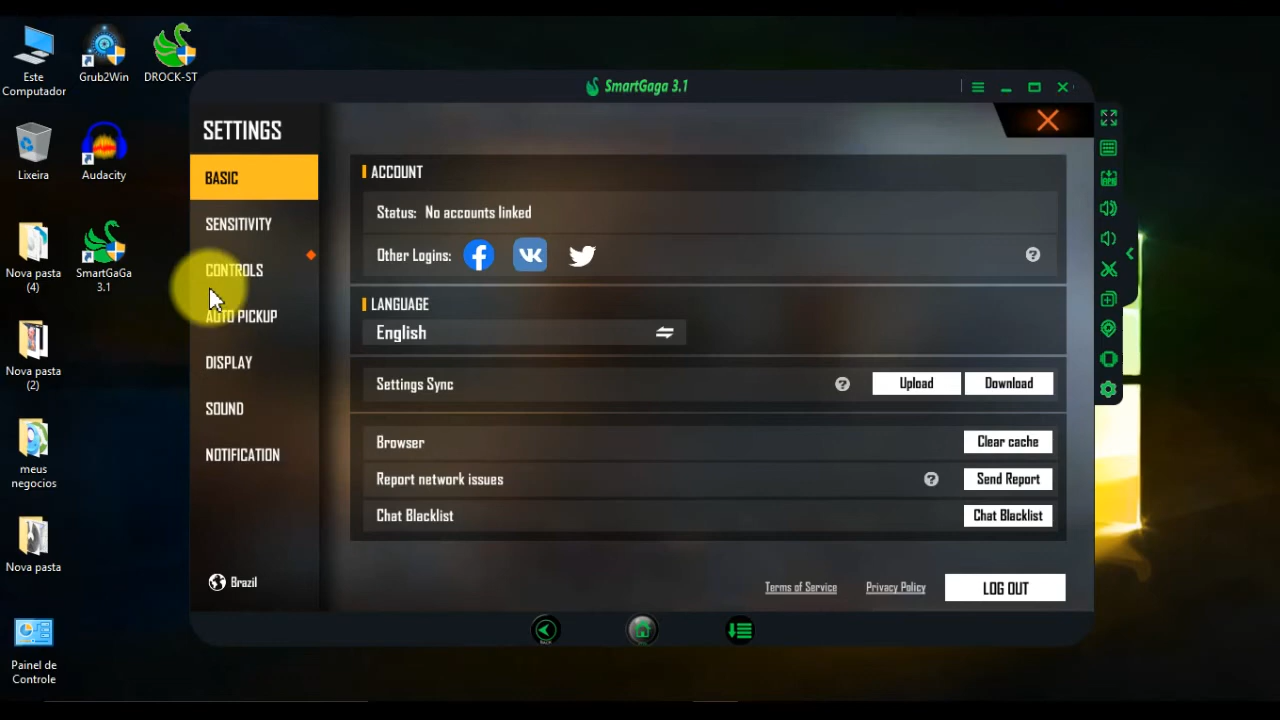 Este
Computador
Grub2Win
DROCK-ST
Lixeira
Audacity
Nova pasta
(4)
SmartGaGa
3.1
Nova pasta
(2)
meus
negocios
Nova pasta
Painel de
Controle
SmartGaga 3.1
SETTINGS
BASIC
SENSITIVITY
CONTROLS
AUTO PICKUP
DISPLAY
SOUND
NOTIFICATION
Brazil
ACCOUNT
Status: No accounts linked
Other Logins:
?
LANGUAGE
English
Settings Sync ? Upload Download
Browser Clear cache
Report network issues ? Send Report
Chat Blacklist Chat Blacklist
Terms of Service Privacy Policy LOG OUT
BACK